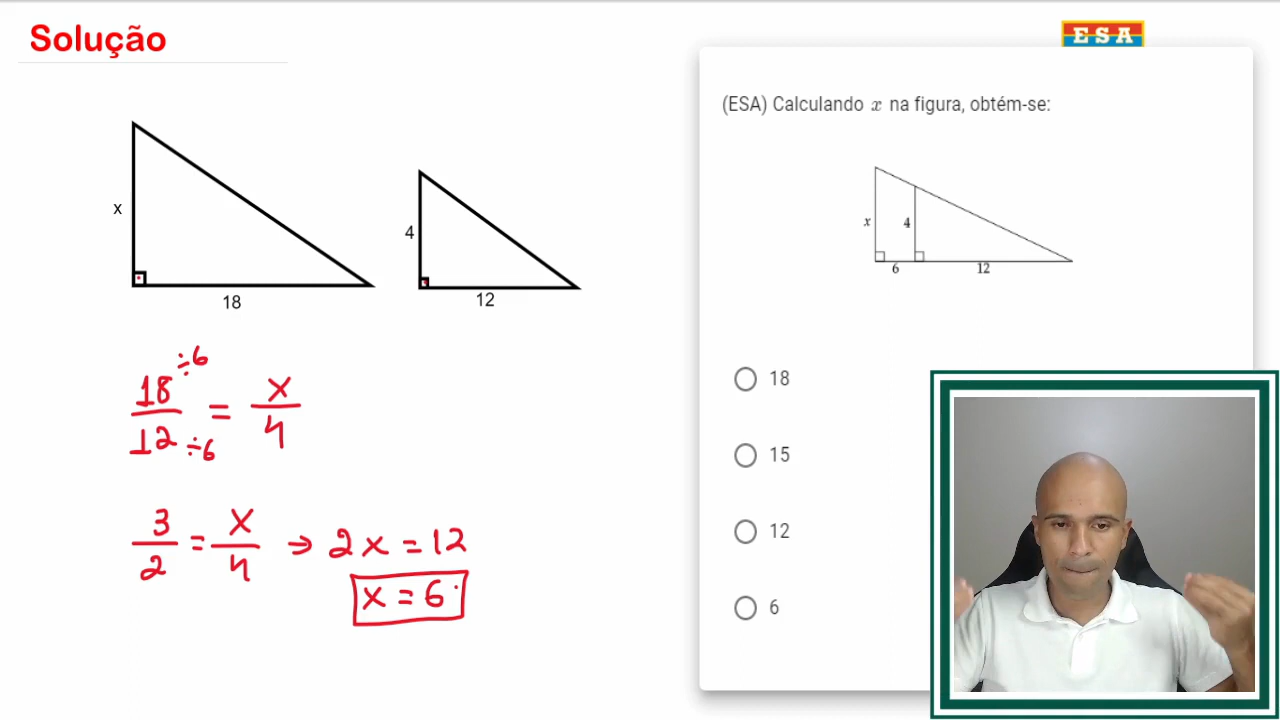 Solução
ESA
(ESA) Calculando x na figura, obtém-se:
x
18
4
12
x
4
6
12
18 ÷6
— = x/4
12 ÷6
3/2 = x/4 → 2x = 12
x = 6
18
15
12
6